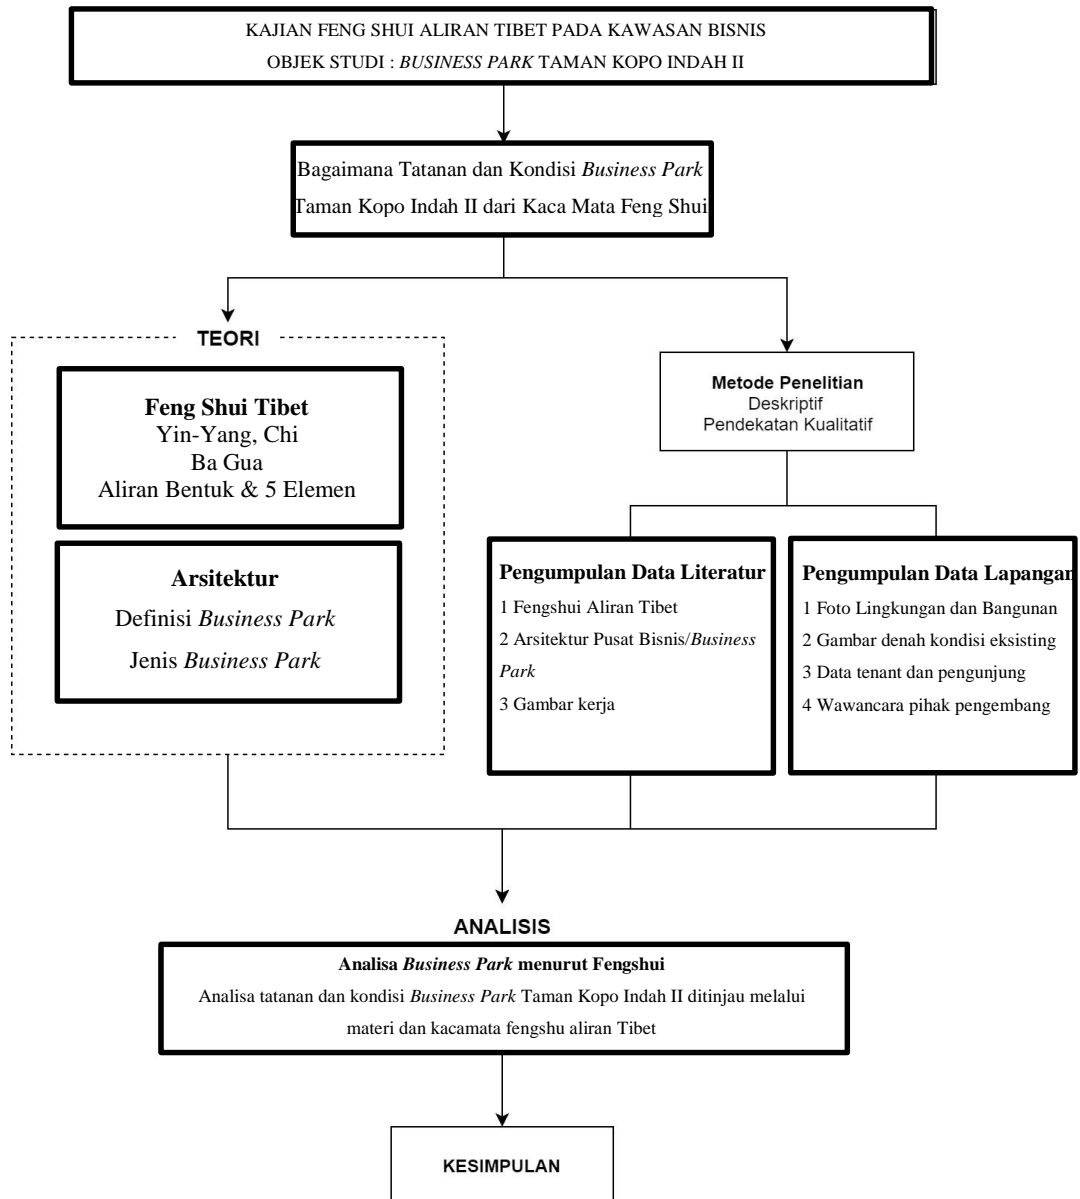 KAJIAN FENG SHUI ALIRAN TIBET PADA KAWASAN BISNIS
OBJEK STUDI : BUSINESS PARK TAMAN KOPO INDAH II
Bagaimana Tatanan dan Kondisi Business Park
Taman Kopo Indah II dari Kaca Mata Feng Shui
TEORI
Feng Shui Tibet
Yin-Yang, Chi
Ba Gua
Aliran Bentuk & 5 Elemen
Arsitektur
Definisi Business Park
Jenis Business Park
Metode Penelitian
Deskriptif
Pendekatan Kualitatif
Pengumpulan Data Literatur
1 Fengshui Aliran Tibet
2 Arsitektur Pusat Bisnis/Business
Park
3 Gambar kerja
Pengumpulan Data Lapangan
1 Foto Lingkungan dan Bangunan
2 Gambar denah kondisi eksisting
3 Data tenant dan pengunjung
4 Wawancara pihak pengembang
ANALISIS
Analisa Business Park menurut Fengshui
Analisa tatanan dan kondisi Business Park Taman Kopo Indah II ditinjau melalui
materi dan kacamata fengshu aliran Tibet
KESIMPULAN